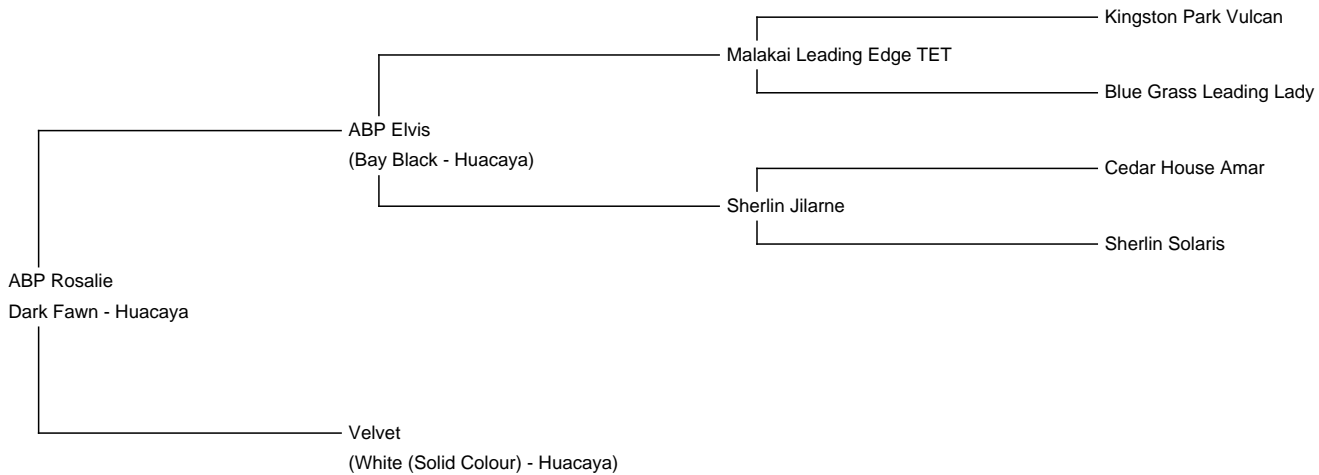 Kingston Park Vulcan
Malakai Leading Edge TET
Blue Grass Leading Lady
ABP Elvis
(Bay Black - Huacaya)
Cedar House Amar
Sherlin Jilarne
Sherlin Solaris
ABP Rosalie
Dark Fawn - Huacaya
Velvet
(White (Solid Colour) - Huacaya)